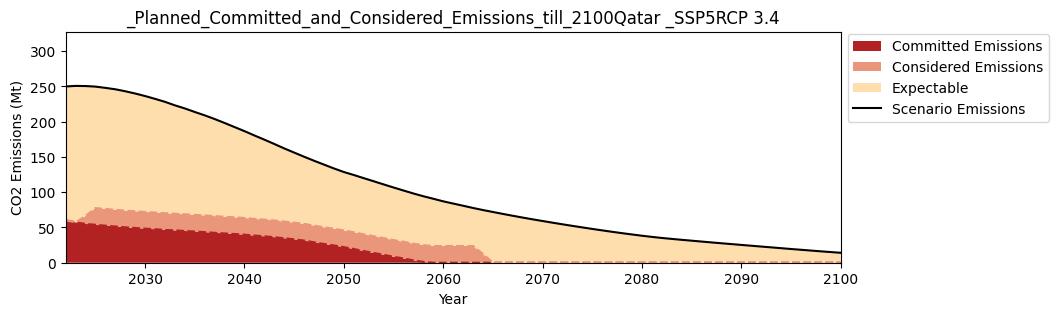 _Planned_Committed_and_Considered_Emissions_till_2100Qatar _SSP5RCP 3.4
CO2 Emissions (Mt)
300
250
200
150
100
50
0
2030 2040 2050 2060 2070 2080 2090 2100
Year
Committed Emissions
Considered Emissions
Expectable
Scenario Emissions